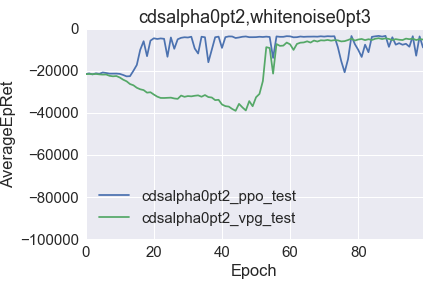 cdsalpha0pt2,whitenoise0pt3
0
−20000
−40000
−60000
−80000
−100000
AverageEpRet
cdsalpha0pt2_ppo_test
cdsalpha0pt2_vpg_test
0 20 40 60 80
Epoch